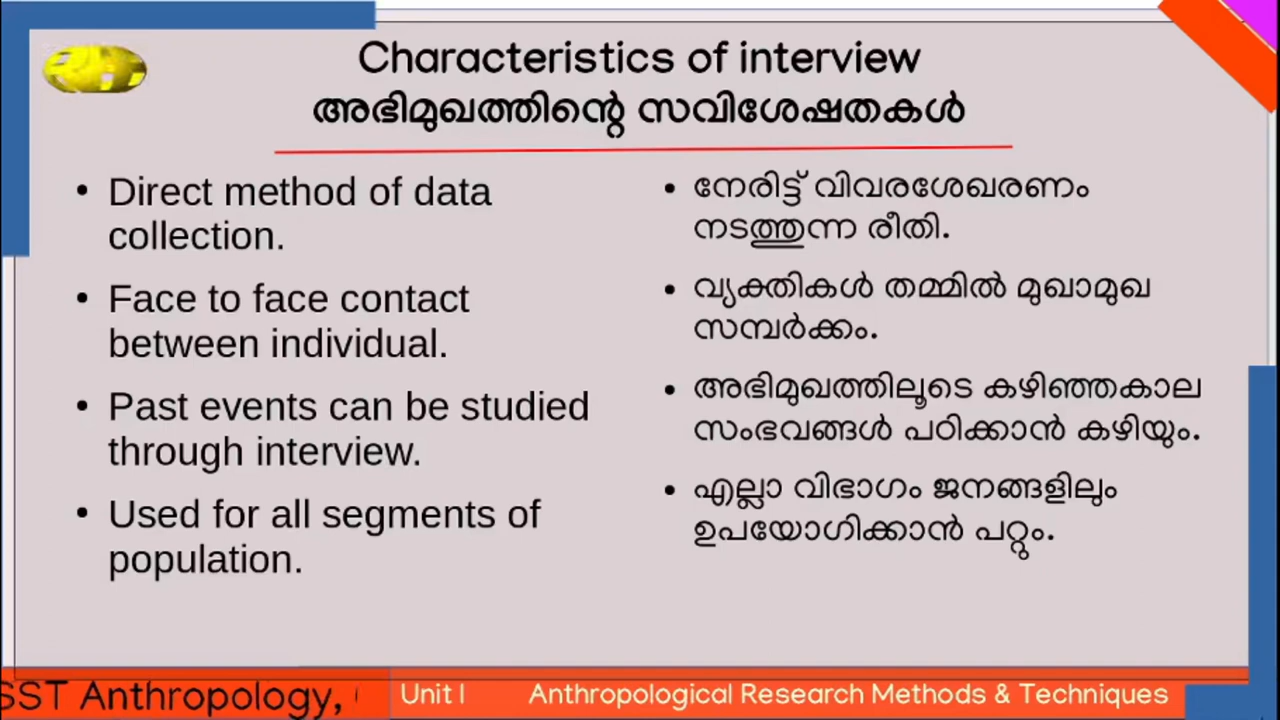 Characteristics of interview
അഭിമുഖത്തിന്റെ സവിശേഷതകൾ
• Direct method of data
collection.
• Face to face contact
between individual.
• Past events can be studied
through interview.
• Used for all segments of
population.
• നേരിട്ട് വിവരശേഖരണം
നടത്തുന്ന രീതി.
• വ്യക്തികൾ തമ്മിൽ മുഖാമുഖ
സമ്പർക്കം.
• അഭിമുഖത്തിലൂടെ കഴിഞ്ഞകാല
സംഭവങ്ങൾ പഠിക്കാൻ കഴിയും.
• എല്ലാ വിഭാഗം ജനങ്ങളിലും
ഉപയോഗിക്കാൻ പറ്റും.
SST Anthropology,
Unit I
Anthropological Research Methods & Techniques